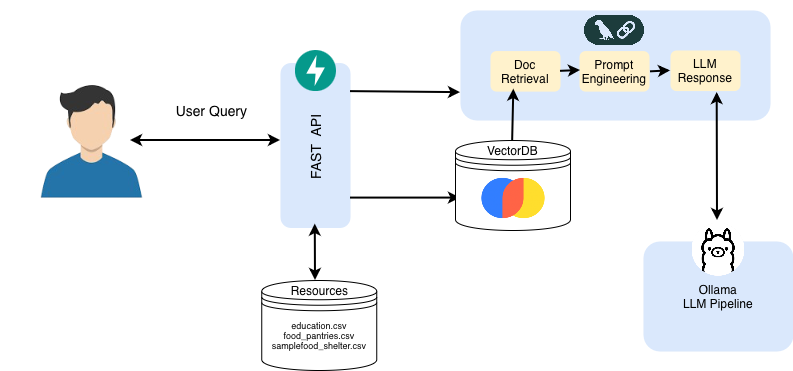 User Query
FAST API
Doc
Retrieval
Prompt
Engineering
LLM
Response
VectorDB
Resources
education.csv
food_pantries.csv
samplefood_shelter.csv
Ollama
LLM Pipeline